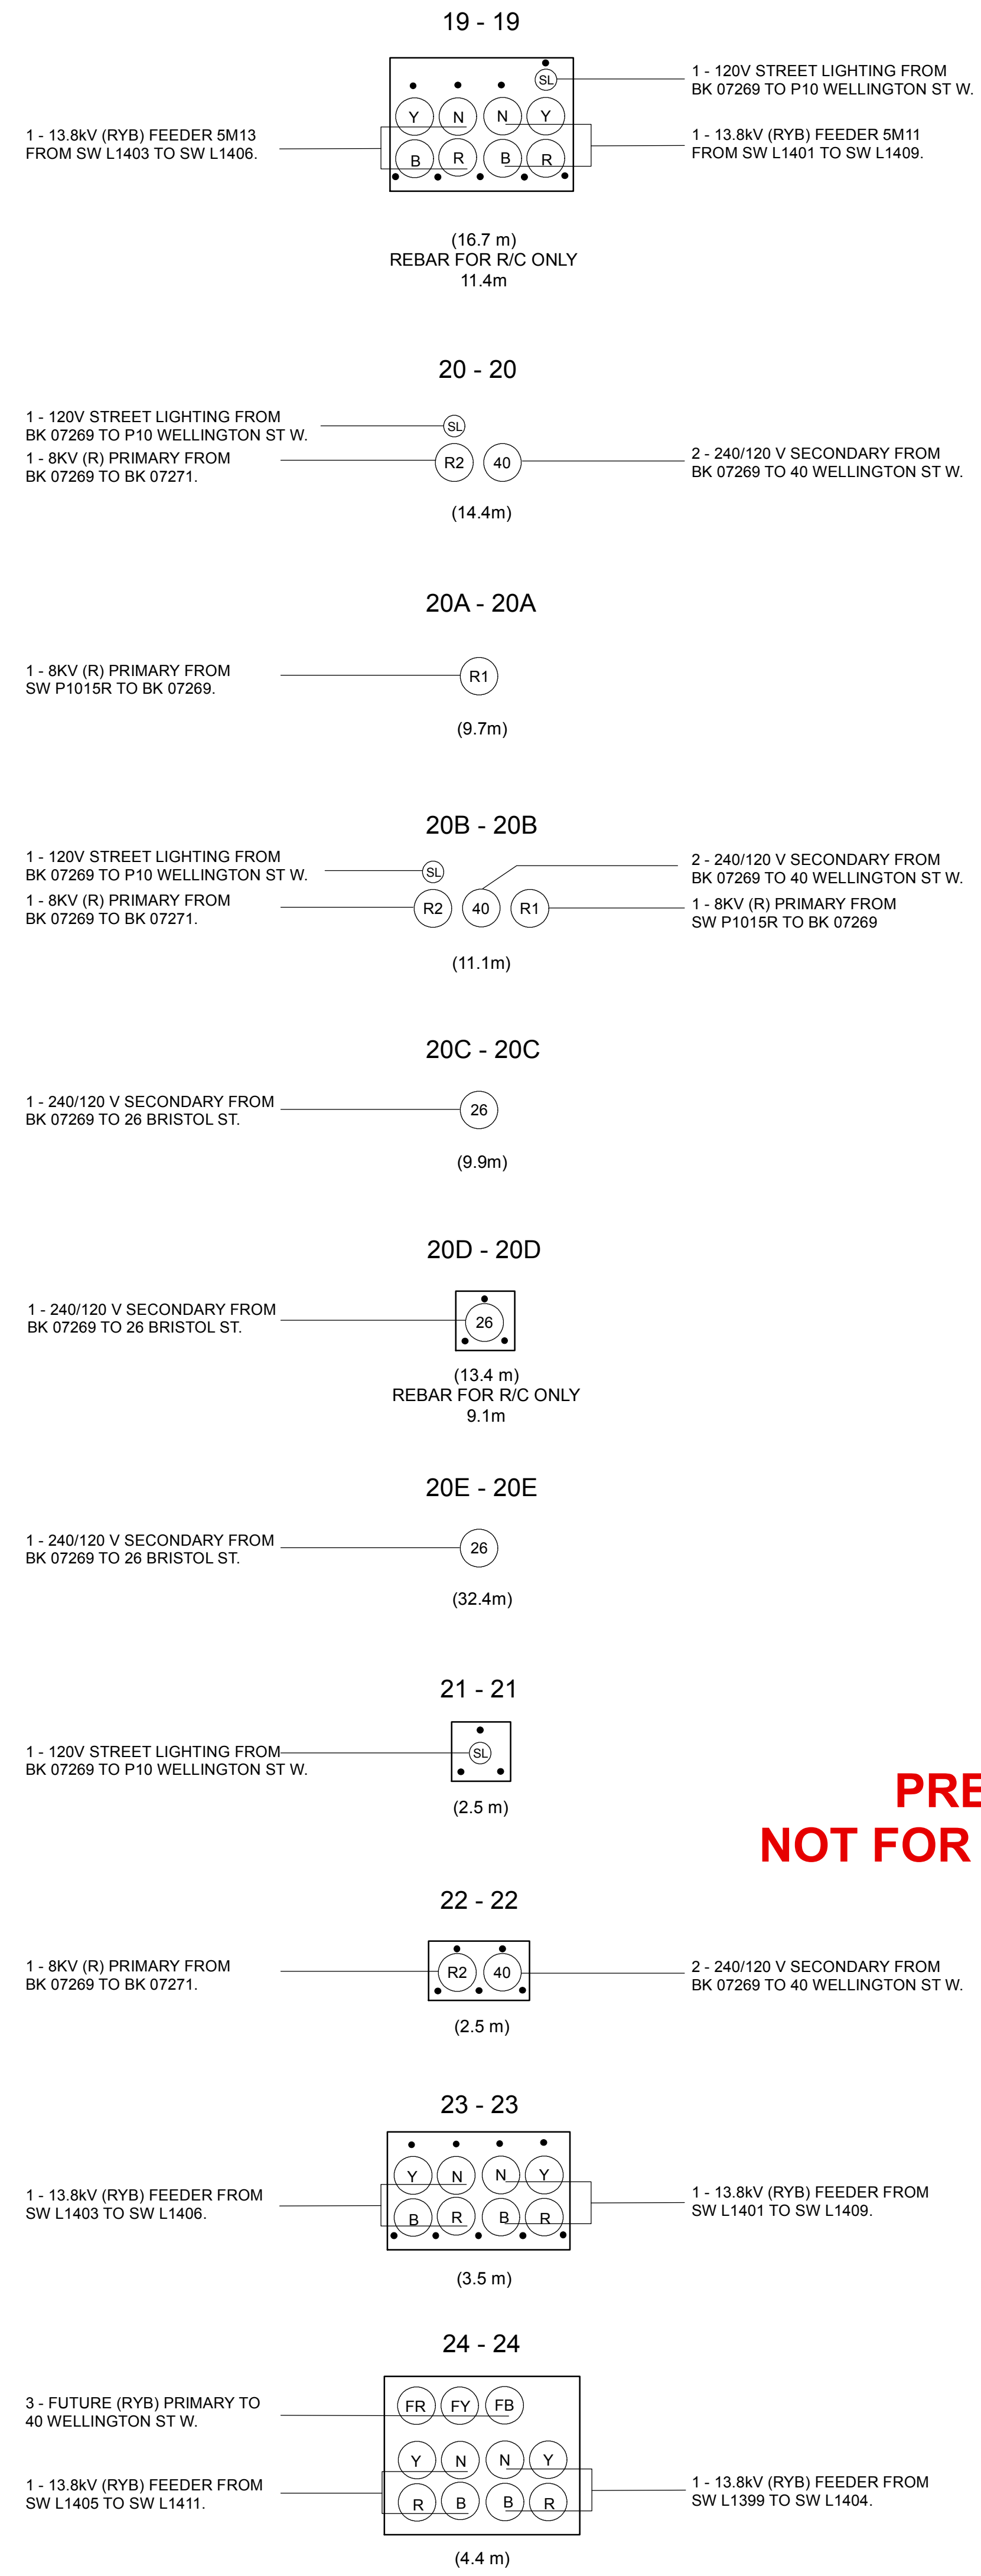 19 - 19
1 - 120V STREET LIGHTING FROM
BK 07269 TO P10 WELLINGTON ST W.
SL
Y N N Y
1 - 13.8kV (RYB) FEEDER 5M13
FROM SW L1403 TO SW L1406.
1 - 13.8kV (RYB) FEEDER 5M11
FROM SW L1401 TO SW L1409.
B R B R
(16.7 m)
REBAR FOR R/C ONLY
11.4m
20 - 20
1 - 120V STREET LIGHTING FROM
BK 07269 TO P10 WELLINGTON ST W.
SL
1 - 8KV (R) PRIMARY FROM
BK 07269 TO BK 07271.
R2 40
2 - 240/120 V SECONDARY FROM
BK 07269 TO 40 WELLINGTON ST W.
(14.4m)
20A - 20A
1 - 8KV (R) PRIMARY FROM
SW P1015R TO BK 07269.
R1
(9.7m)
20B - 20B
1 - 120V STREET LIGHTING FROM
BK 07269 TO P10 WELLINGTON ST W.
SL
2 - 240/120 V SECONDARY FROM
BK 07269 TO 40 WELLINGTON ST W.
1 - 8KV (R) PRIMARY FROM
BK 07269 TO BK 07271.
R2 40 R1
1 - 8KV (R) PRIMARY FROM
SW P1015R TO BK 07269
(11.1m)
20C - 20C
1 - 240/120 V SECONDARY FROM
BK 07269 TO 26 BRISTOL ST.
26
(9.9m)
20D - 20D
1 - 240/120 V SECONDARY FROM
BK 07269 TO 26 BRISTOL ST.
26
(13.4 m)
REBAR FOR R/C ONLY
9.1m
20E - 20E
1 - 240/120 V SECONDARY FROM
BK 07269 TO 26 BRISTOL ST.
26
(32.4m)
21 - 21
1 - 120V STREET LIGHTING FROM
BK 07269 TO P10 WELLINGTON ST W.
SL
(2.5 m)
PRE
NOT FOR
22 - 22
1 - 8KV (R) PRIMARY FROM
BK 07269 TO BK 07271.
R2 40
2 - 240/120 V SECONDARY FROM
BK 07269 TO 40 WELLINGTON ST W.
(2.5 m)
23 - 23
Y N N Y
1 - 13.8kV (RYB) FEEDER FROM
SW L1403 TO SW L1406.
1 - 13.8kV (RYB) FEEDER FROM
SW L1401 TO SW L1409.
B R B R
(3.5 m)
24 - 24
3 - FUTURE (RYB) PRIMARY TO
40 WELLINGTON ST W.
FR FY FB
Y N N Y
1 - 13.8kV (RYB) FEEDER FROM
SW L1405 TO SW L1411.
1 - 13.8kV (RYB) FEEDER FROM
SW L1399 TO SW L1404.
R B B R
(4.4 m)